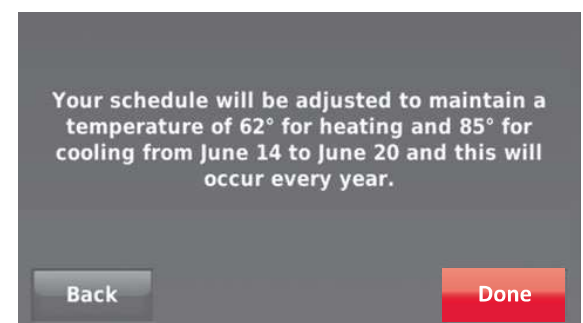 Your schedule will be adjusted to maintain a
temperature of 62° for heating and 85° for
cooling from June 14 to June 20 and this will
occur every year.
Back
Done